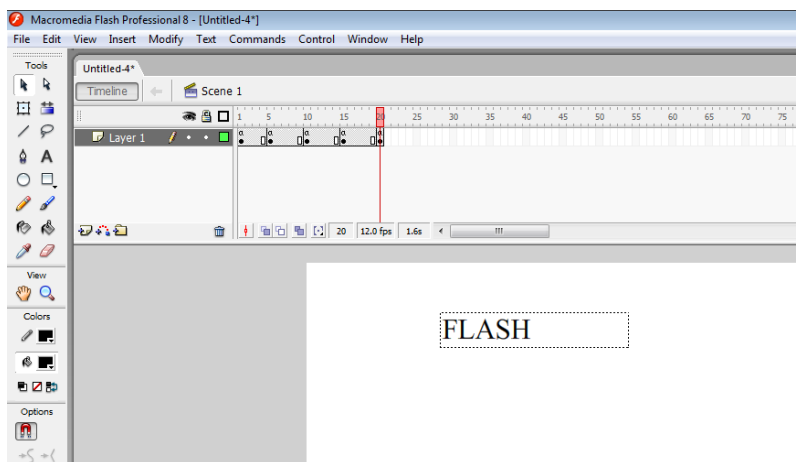 Macromedia Flash Professional 8 - [Untitled-4*]
File Edit View Insert Modify Text Commands Control Window Help
Tools
Untitled-4*
Timeline Scene 1
1 5 10 15 20 25 30 35 40 45 50 55 60 65 70 75
Layer 1
a a a a a
20 12.0 fps 1.6s
View
Colors
Options
A
FLASH